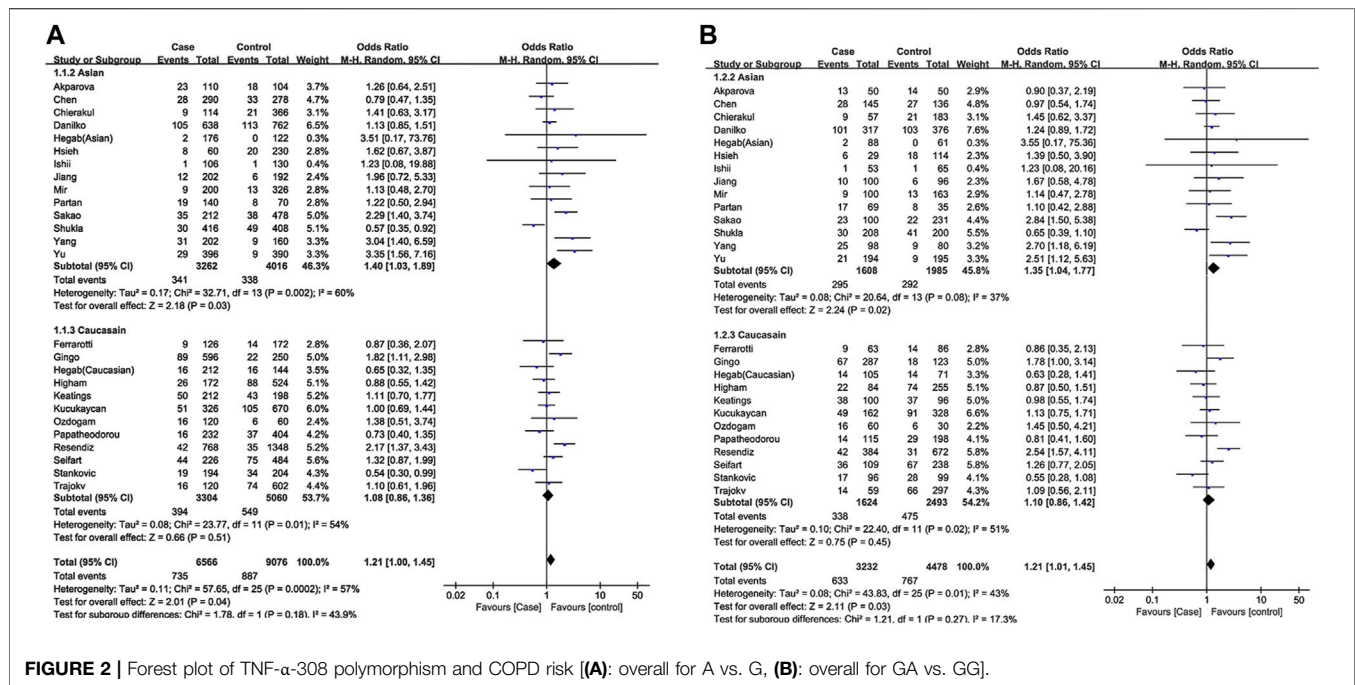 A
Case Control Odds Ratio Odds Ratio
Study or Subgroup Events Total Events Total Weight M-H, Random, 95% CI M-H, Random, 95% CI
1.1.2 Asian
Akparova 23 110 18 104 3.7% 1.26 [0.64, 2.51]
Chen 28 290 33 278 4.7% 0.79 [0.47, 1.35]
Chierakul 9 114 21 366 2.9% 1.41 [0.63, 3.17]
Danilko 105 638 113 762 6.5% 1.13 [0.85, 1.51]
Hegab(Asian) 2 176 0 122 0.3% 3.51 [0.17, 73.76]
Hsieh 8 60 20 230 2.6% 1.62 [0.67, 3.87]
Ishii 1 106 1 130 0.4% 1.23 [0.08, 19.88]
Jiang 12 202 6 192 2.2% 1.96 [0.72, 5.33]
Mir 9 200 13 326 2.7% 1.13 [0.48, 2.70]
Partan 19 140 8 70 2.6% 1.22 [0.50, 2.94]
Sakao 35 212 38 478 5.0% 2.29 [1.40, 3.74]
Shukla 30 416 49 408 5.1% 0.57 [0.35, 0.92]
Yang 31 202 9 160 3.3% 3.04 [1.40, 6.59]
Yu 29 396 9 390 3.3% 3.35 [1.56, 7.16]
Subtotal (95% CI) 3262 4016 46.3% 1.40 [1.03, 1.89]
Total events 341 338
Heterogeneity: Tau² = 0.17; Chi² = 32.71, df = 13 (P = 0.002); I² = 60%
Test for overall effect: Z = 2.18 (P = 0.03)
1.1.3 Caucasain
Ferrarotti 9 126 14 172 2.8% 0.87 [0.36, 2.07]
Gingo 89 596 22 250 5.0% 1.82 [1.11, 2.98]
Hegab(Caucasian) 16 212 16 144 3.5% 0.65 [0.32, 1.35]
Higham 26 172 88 524 5.1% 0.88 [0.55, 1.42]
Keatings 50 212 43 198 5.3% 1.11 [0.70, 1.77]
Kucukaycan 51 326 105 670 6.0% 1.00 [0.69, 1.44]
Ozdogam 16 120 6 60 2.3% 1.38 [0.51, 3.74]
Papatheodorou 16 232 37 404 4.2% 0.73 [0.40, 1.35]
Resendiz 42 768 35 1348 5.2% 2.17 [1.37, 3.43]
Seifart 44 226 75 484 5.6% 1.32 [0.87, 1.99]
Stankovic 19 194 34 204 4.3% 0.54 [0.30, 0.99]
Trajokv 16 120 74 602 4.3% 1.10 [0.61, 1.96]
Subtotal (95% CI) 3304 5060 53.7% 1.08 [0.86, 1.36]
Total events 394 549
Heterogeneity: Tau² = 0.08; Chi² = 23.77, df = 11 (P = 0.01); I² = 54%
Test for overall effect: Z = 0.66 (P = 0.51)
Total (95% CI) 6566 9076 100.0% 1.21 [1.00, 1.45]
Total events 735 887
Heterogeneity: Tau² = 0.11; Chi² = 57.65, df = 25 (P = 0.0002); I² = 57%
Test for overall effect: Z = 2.01 (P = 0.04)
Test for subgroup differences: Chi² = 1.78, df = 1 (P = 0.18), I² = 43.9%
0.02 0.1 1 10 50
Favours [Case] Favours [control]
B
Case Control Odds Ratio Odds Ratio
Study or Subgroup Events Total Events Total Weight M-H, Random, 95% CI M-H, Random, 95% CI
1.2.2 Asian
Akparova 13 50 14 50 2.9% 0.90 [0.37, 2.19]
Chen 28 145 27 136 4.8% 0.97 [0.54, 1.74]
Chierakul 9 57 21 183 3.2% 1.45 [0.62, 3.37]
Danilko 101 317 103 376 8.2% 1.24 [0.89, 1.72]
Hegab(Asian) 2 88 0 61 0.3% 3.55 [0.17, 75.36]
Hsieh 6 29 18 114 2.3% 1.39 [0.50, 3.90]
Ishii 1 53 1 65 0.4% 1.23 [0.08, 20.16]
Jiang 10 100 6 96 2.3% 1.67 [0.58, 4.78]
Mir 9 100 13 163 2.9% 1.14 [0.47, 2.78]
Partan 17 69 8 35 2.6% 1.10 [0.42, 2.88]
Sakao 23 100 22 231 4.4% 2.84 [1.50, 5.38]
Shukla 30 208 41 200 5.4% 0.65 [0.39, 1.10]
Yang 25 98 9 80 3.2% 2.70 [1.18, 6.19]
Yu 21 194 9 195 3.3% 2.51 [1.12, 5.63]
Subtotal (95% CI) 1608 1985 45.8% 1.35 [1.04, 1.77]
Total events 295 292
Heterogeneity: Tau² = 0.08; Chi² = 20.64, df = 13 (P = 0.08); I² = 37%
Test for overall effect: Z = 2.24 (P = 0.02)
1.2.3 Caucasain
Ferrarotti 9 63 14 86 2.9% 0.86 [0.35, 2.13]
Gingo 67 287 18 123 5.0% 1.78 [1.00, 3.14]
Hegab(Caucasian) 14 105 14 71 3.3% 0.63 [0.28, 1.41]
Higham 22 84 74 255 5.1% 0.87 [0.50, 1.51]
Keatings 38 100 37 96 4.9% 0.98 [0.55, 1.74]
Kucukaycan 49 162 91 328 6.6% 1.13 [0.75, 1.71]
Ozdogam 16 60 6 30 2.2% 1.45 [0.50, 4.21]
Papatheodorou 14 115 29 198 4.1% 0.81 [0.41, 1.60]
Resendiz 42 384 31 672 5.8% 2.54 [1.57, 4.11]
Seifart 36 109 67 238 5.8% 1.26 [0.77, 2.05]
Stankovic 17 96 28 99 4.1% 0.55 [0.28, 1.08]
Trajokv 14 59 66 297 4.3% 1.09 [0.56, 2.11]
Subtotal (95% CI) 1624 2493 54.2% 1.10 [0.86, 1.42]
Total events 338 475
Heterogeneity: Tau² = 0.10; Chi² = 22.40, df = 11 (P = 0.02); I² = 51%
Test for overall effect: Z = 0.75 (P = 0.45)
Total (95% CI) 3232 4478 100.0% 1.21 [1.01, 1.45]
Total events 633 767
Heterogeneity: Tau² = 0.08; Chi² = 43.83, df = 25 (P = 0.01); I² = 43%
Test for overall effect: Z = 2.11 (P = 0.03)
Test for subgroup differences: Chi² = 1.21, df = 1 (P = 0.27), I² = 17.3%
0.02 0.1 1 10 50
Favours [Case] Favours [control]
FIGURE 2 | Forest plot of TNF-α-308 polymorphism and COPD risk [(A): overall for A vs. G, (B): overall for GA vs. GG].